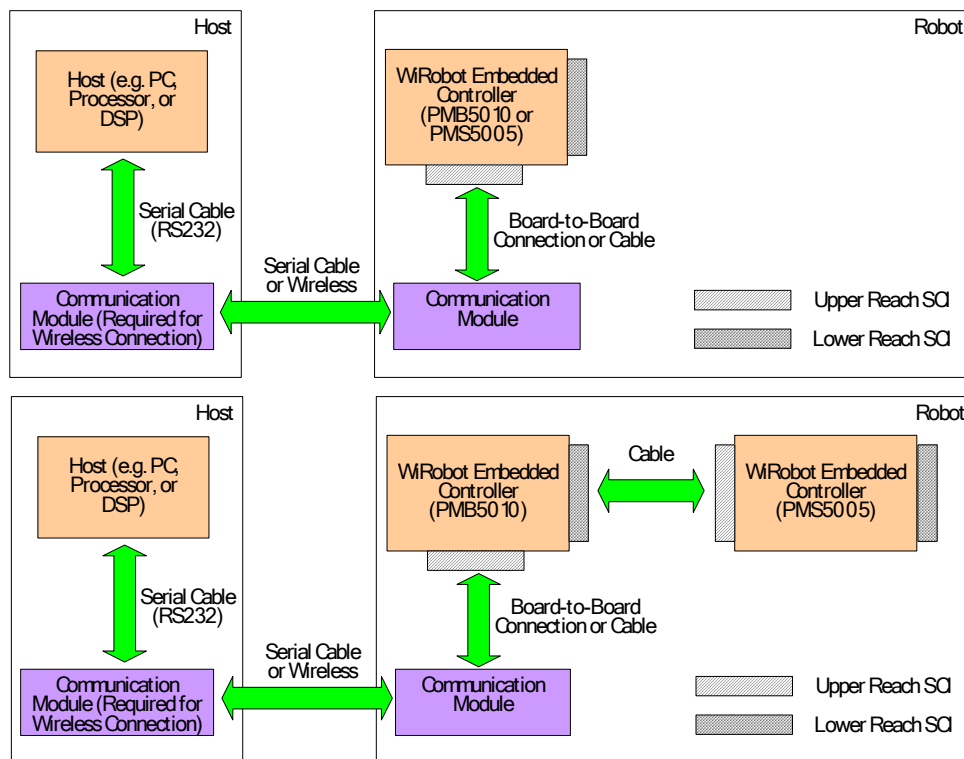 Host
Robot
Host (e.g. PC,
Processor, or
DSP)
WiRobot Embedded
Controller
(PMB5010 or
PMS5005)
Serial Cable
(RS232)
Board-to-Board
Connection or Cable
Serial Cable
or Wireless
Communication
Module (Required for
Wireless Connection)
Communication
Module
Upper Reach SCI
Lower Reach SCI
Host
Robot
Host (e.g. PC,
Processor, or
DSP)
WiRobot Embedded
Controller
(PMB5010)
Cable
WiRobot Embedded
Controller
(PMS5005)
Serial Cable
(RS232)
Board-to-Board
Connection or Cable
Serial Cable
or Wireless
Communication
Module (Required for
Wireless Connection)
Communication
Module
Upper Reach SCI
Lower Reach SCI